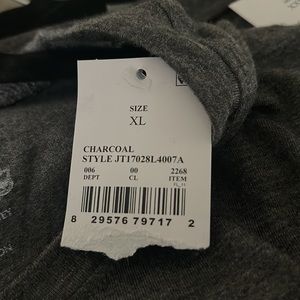 SIZE
XL
CHARCOAL
STYLE JT17028L4007A
006 00 2268
DEPT CL ITEM
8 29576 79717 2